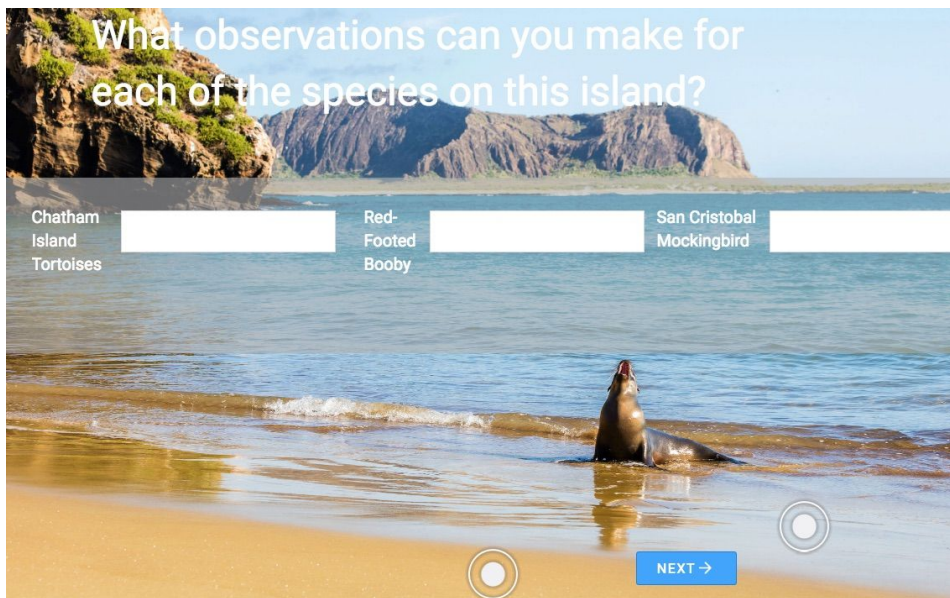 What observations can you make for
each of the species on this island?
Chatham
Island
Tortoises
Red-
Footed
Booby
San Cristobal
Mockingbird
NEXT →